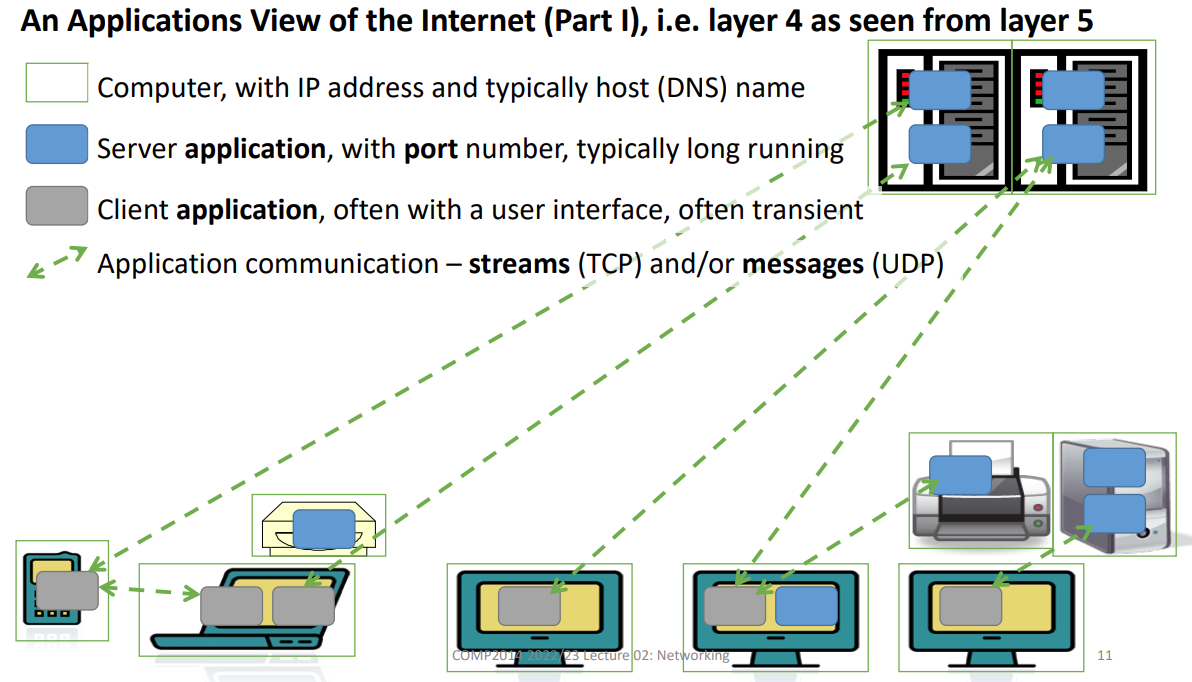 An Applications View of the Internet (Part I), i.e. layer 4 as seen from layer 5
Computer, with IP address and typically host (DNS) name
Server application, with port number, typically long running
Client application, often with a user interface, often transient
Application communication – streams (TCP) and/or messages (UDP)
COMP2014 2022/23 Lecture 02: Networking
11